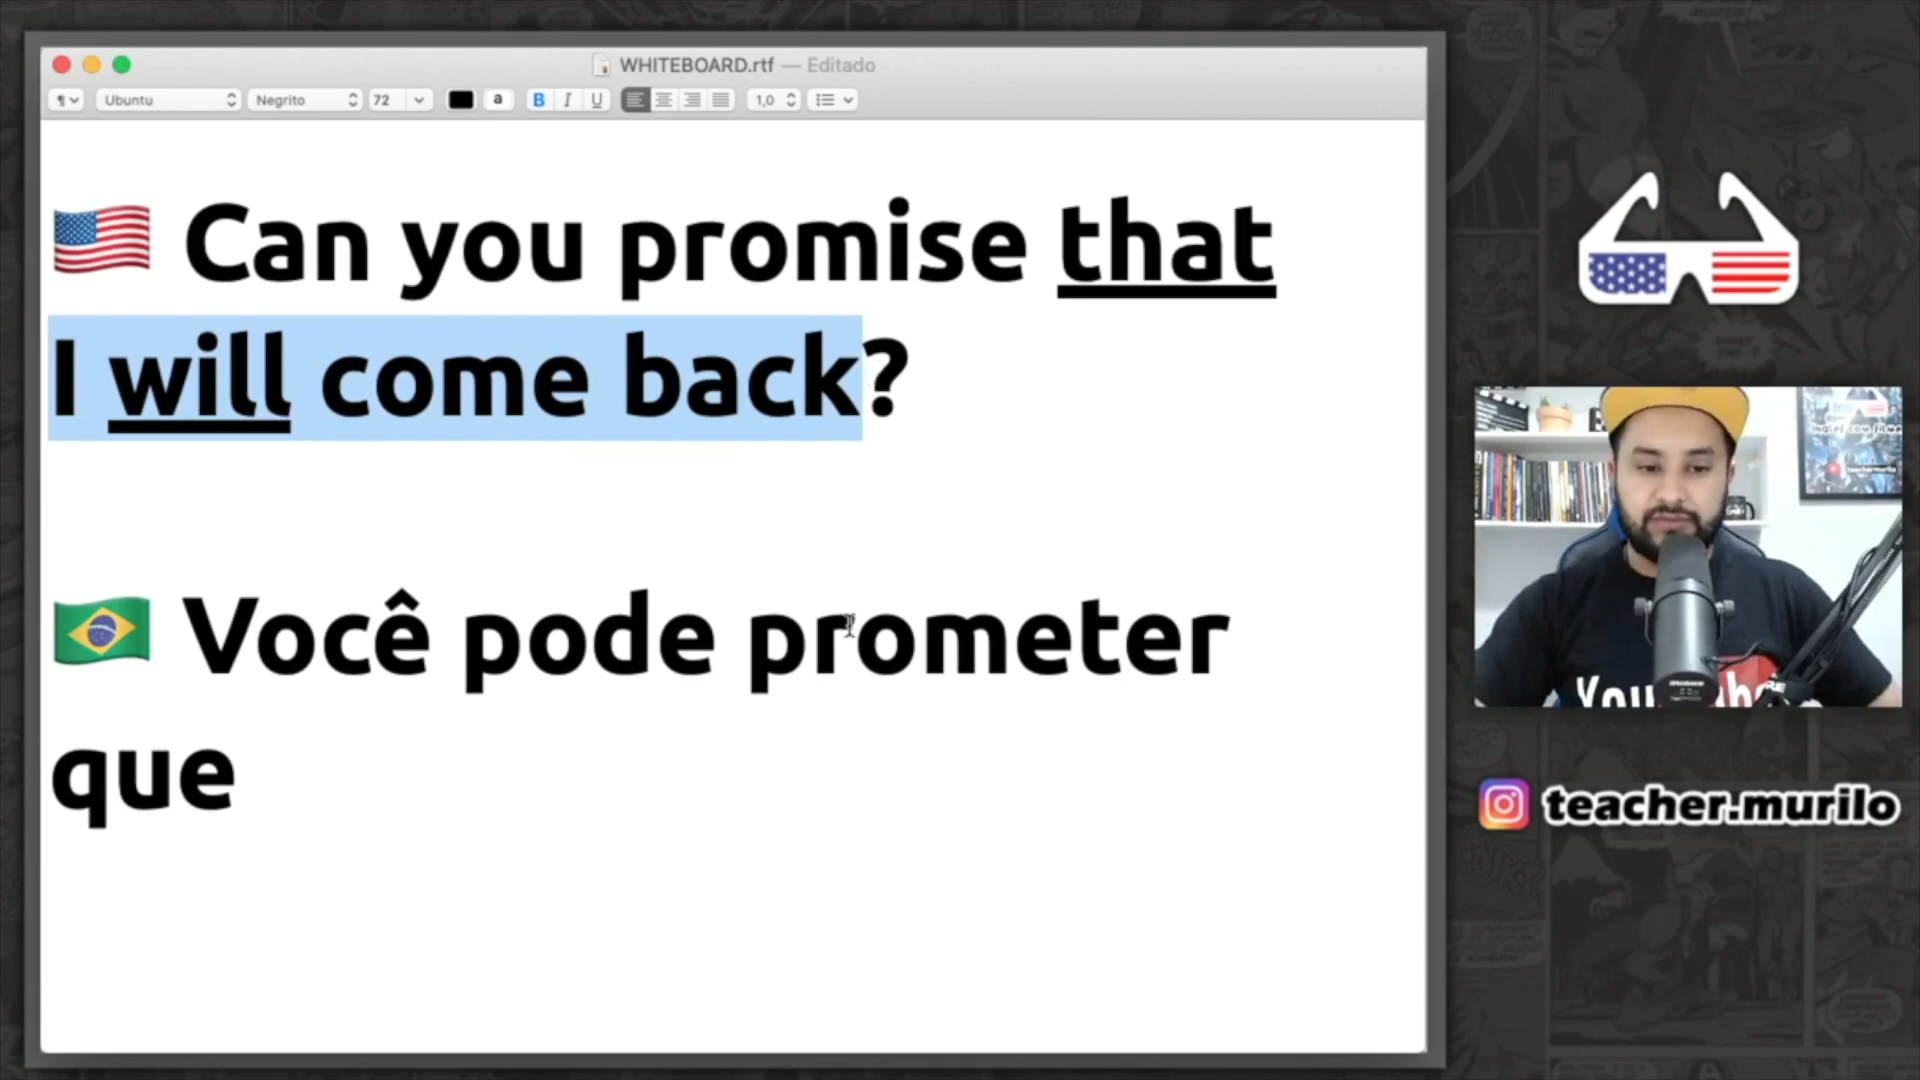 WHITEBOARD.rtf — Editado
Ubuntu Negrito 72 a B I U 1,0
Can you promise that
I will come back?
Você pode prometer
que
teacher.murilo